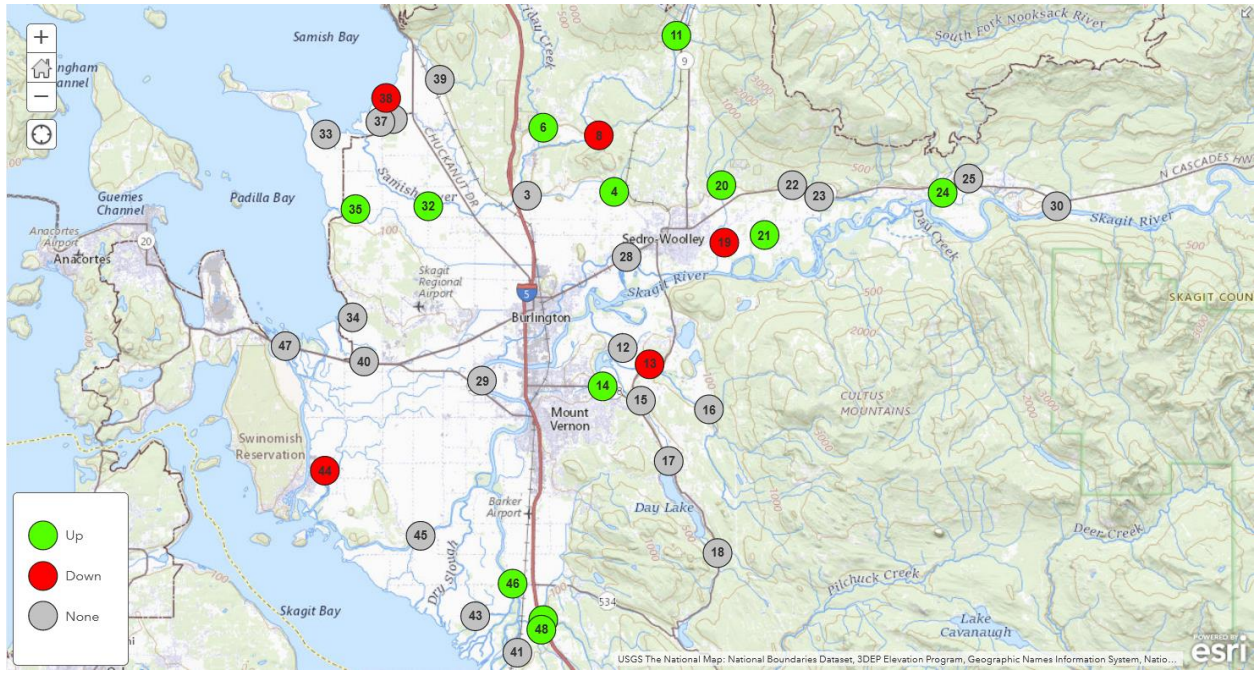 +
−
Samish Bay
iday Creek
South Fork Nooksack River
11
9
3000
2000
100
500
ngham
annel
39
38
37
33
6
8
CHUCKANUT DR
Samish River
Padilla Bay
Guemes
Channel
Anacortes
Airport
Anacortes
20
35
32
3
4
20
22
23
24
25
30
N CASCADES HW
Skagit River
Day Creek
Sedro-Woolley
19
21
28
Skagit River
Skagit
Regional
Airport
5
Burlington
SKAGIT COUN
34
47
40
29
12
13
14
15
16
CULTUS
MOUNTAINS
Mount
Vernon
Swinomish
Reservation
44
17
Barker
Airport
Day Lake
18
Deer Creek
Pilchuck Creek
Lake
Cavanaugh
45
Dry Slough
46
534
43
48
41
Skagit Bay
Up
Down
None
USGS The National Map: National Boundaries Dataset, 3DEP Elevation Program, Geographic Names Information System, Natio...
POWERED BY
esri